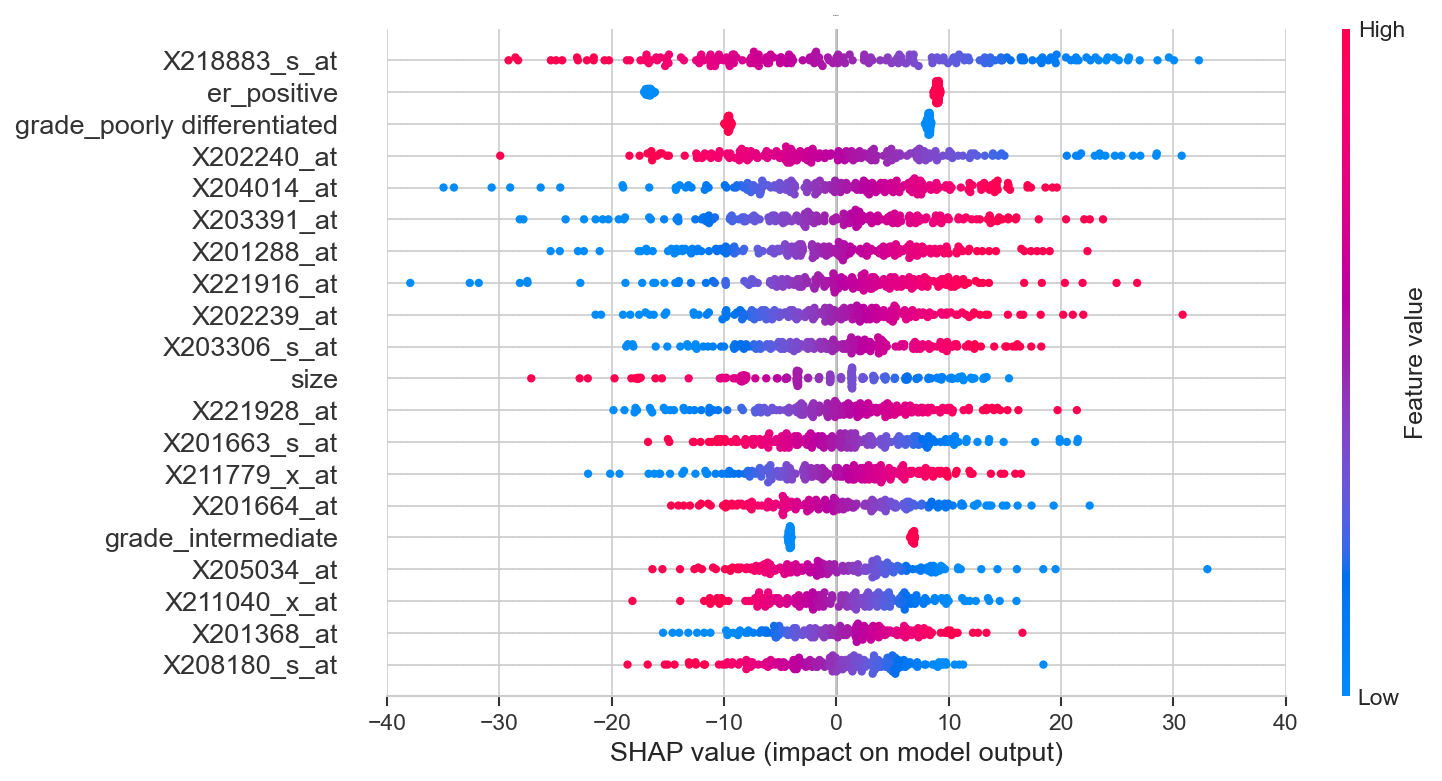 High
X218883_s_at
er_positive
grade_poorly differentiated
X202240_at
X204014_at
X203391_at
X201288_at
X221916_at
X202239_at
X203306_s_at
size
X221928_at
X201663_s_at
X211779_x_at
X201664_at
grade_intermediate
X205034_at
X211040_x_at
X201368_at
X208180_s_at
Feature value
Low
−40 −30 −20 −10 0 10 20 30 40
SHAP value (impact on model output)